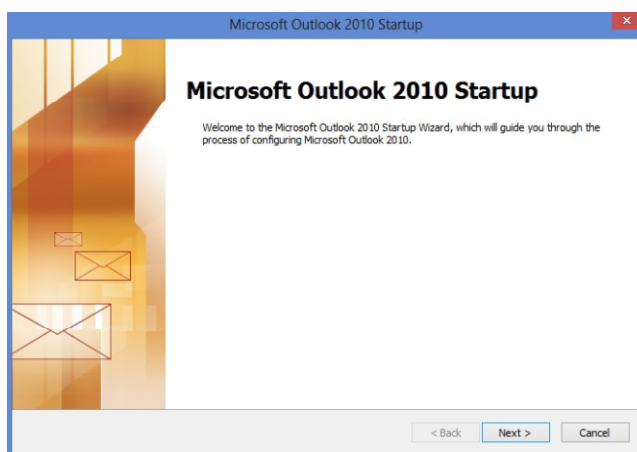 Microsoft Outlook 2010 Startup
Microsoft Outlook 2010 Startup
Welcome to the Microsoft Outlook 2010 Startup Wizard, which will guide you through the
process of configuring Microsoft Outlook 2010.
< Back Next > Cancel